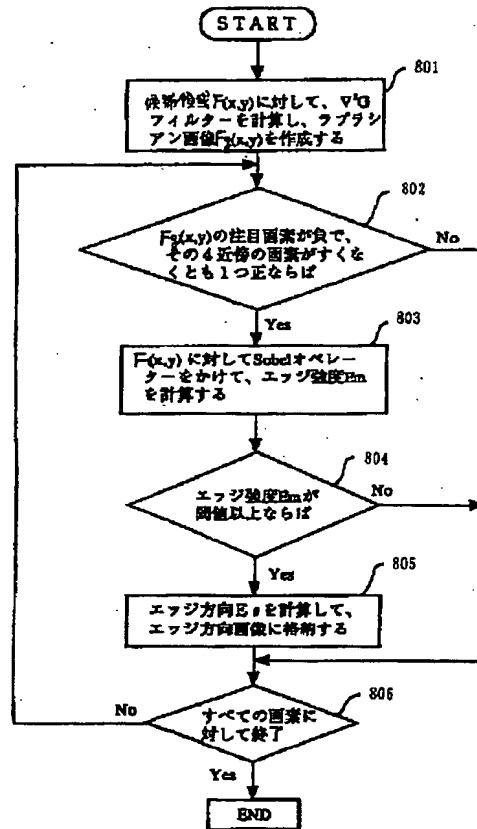 START
801
F(x,y)に対して、∇²G
フィルターを計算し、ラプラシ
アン画像F₂(x,y)を作成する
802
F₂(x,y)の注目画素が負で、
その4近傍の画素がすくな
くとも1つ正ならば
No
Yes
803
F(x,y)に対してSobelオペレー
ターをかけて、エッジ強度Em
を計算する
804
エッジ強度Emが
閾値以上ならば
No
Yes
805
エッジ方向Eθを計算して、
エッジ方向画像に格納する
806
No
すべての画素に
対して終了
Yes
END